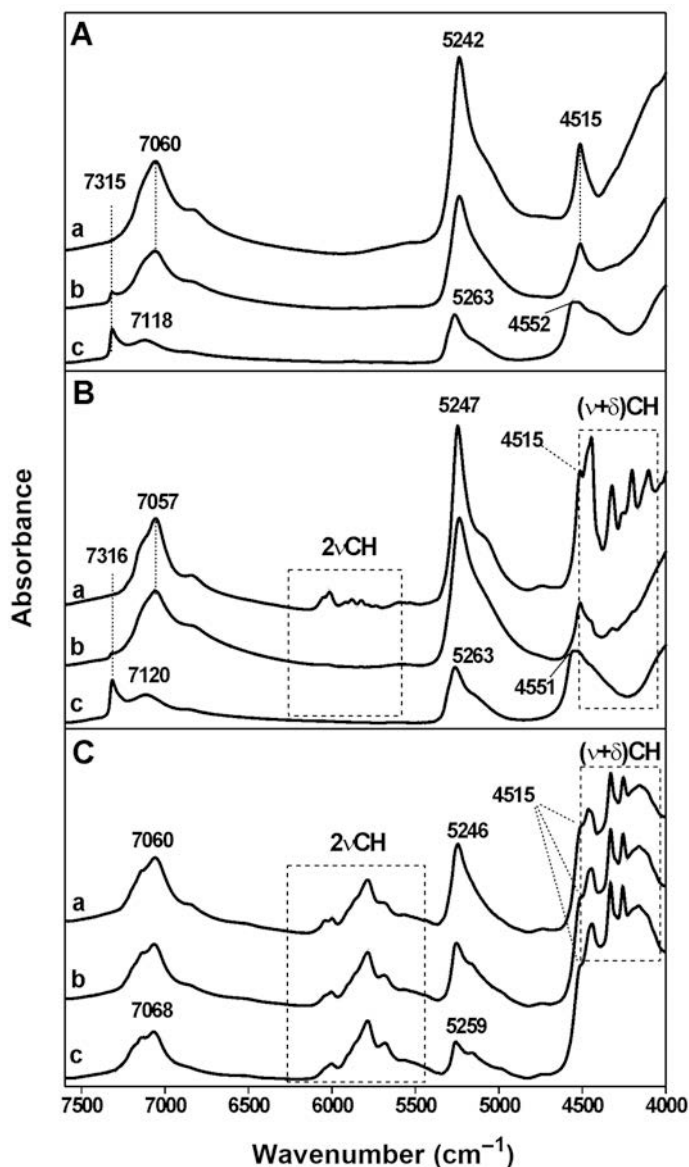 A
5242
7060
4515
7315
a
b
5263
7118
4552
c
B
5247
(ν+δ)CH
4515
7057
7316
2νCH
a
b
5263
7120
4551
c
C
(ν+δ)CH
4515
7060
2νCH
5246
a
b
7068
5259
c
Absorbance
7500 7000 6500 6000 5500 5000 4500 4000
Wavenumber (cm⁻¹)